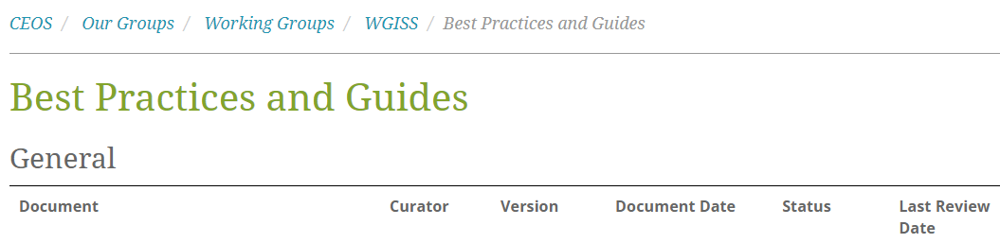 CEOS / Our Groups / Working Groups / WGISS / Best Practices and Guides
Best Practices and Guides
General
Document Curator Version Document Date Status Last Review
Date